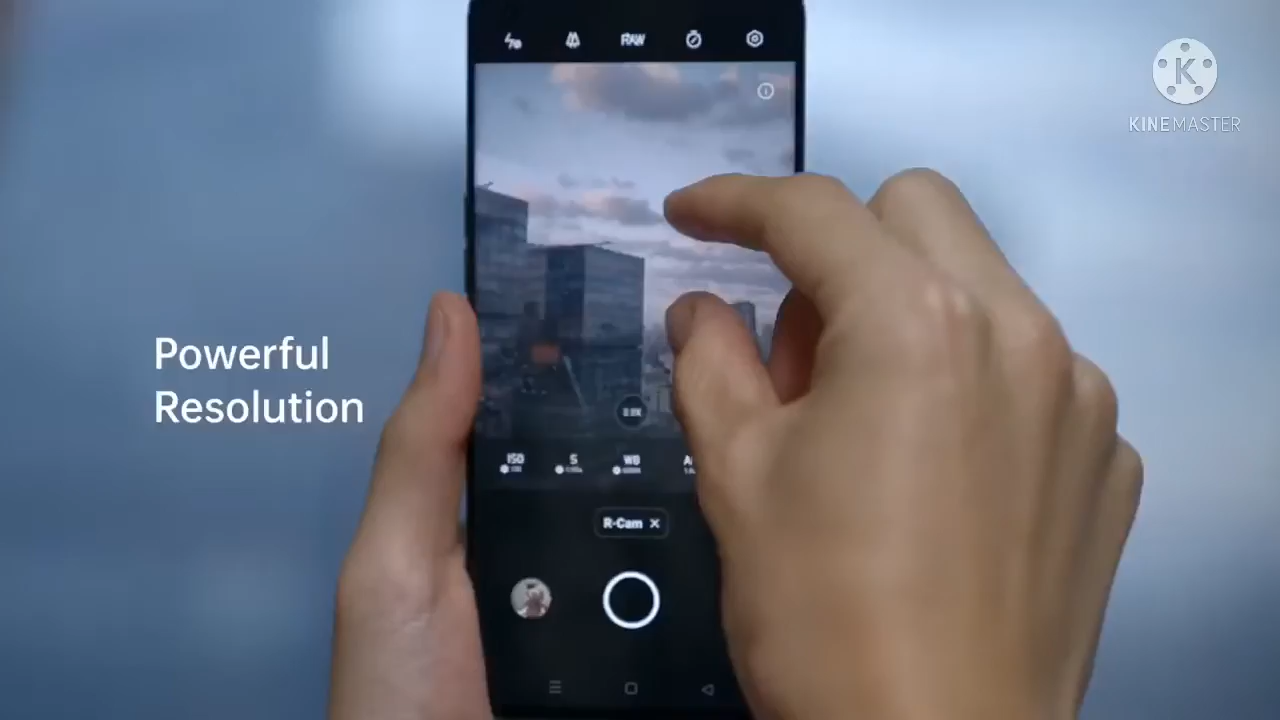 RAW
KINEMASTER
Powerful
Resolution
ISO
S
WB
R-Cam ×